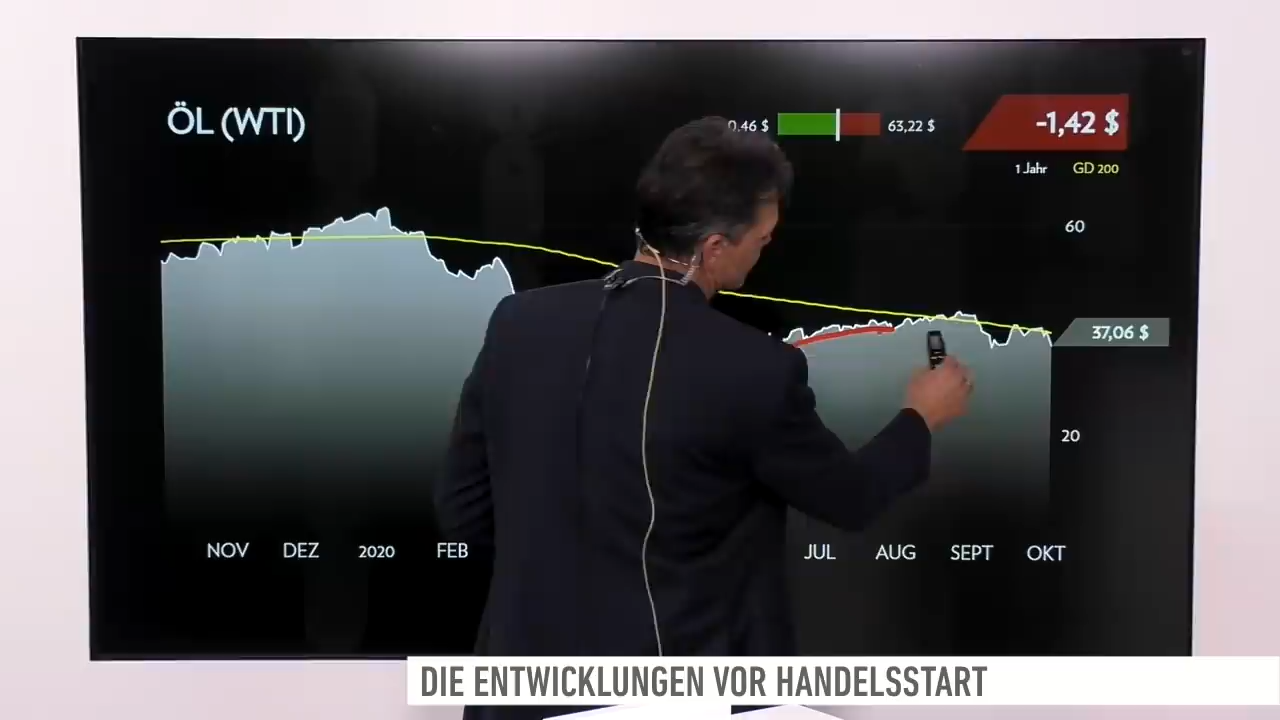 ÖL (WTI)
63,22 $
-1,42 $
1 Jahr
GD 200
60
37,06 $
20
NOV DEZ 2020 FEB JUL AUG SEPT OKT
DIE ENTWICKLUNGEN VOR HANDELSSTART